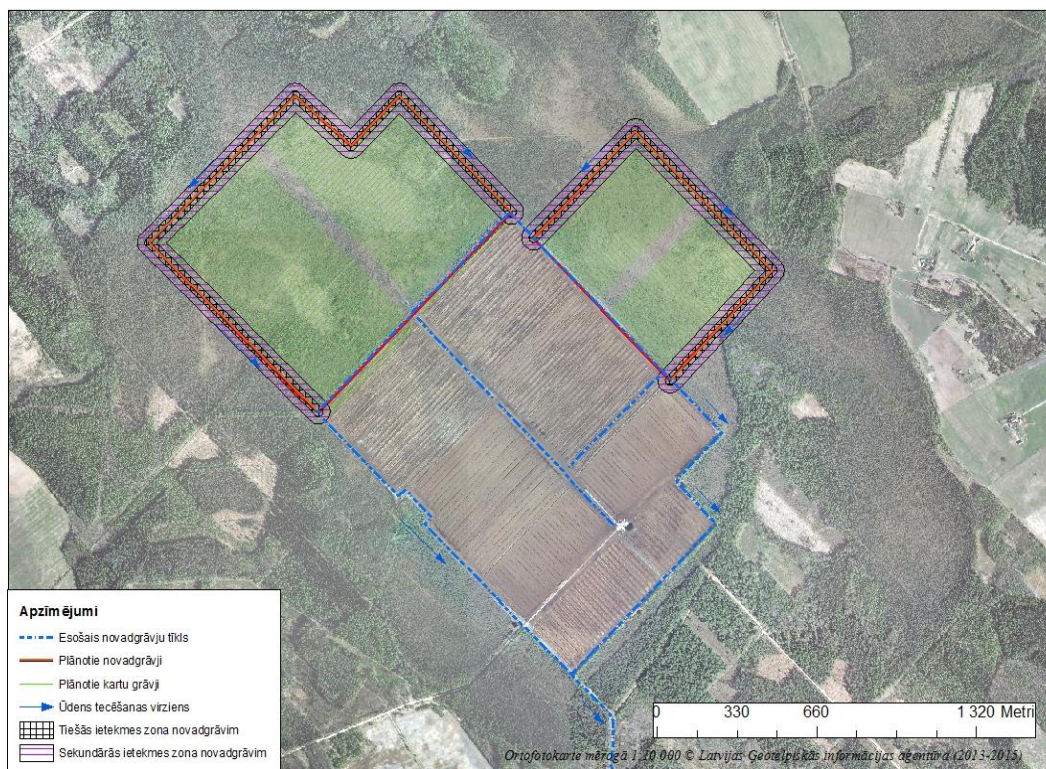 Apzīmējumi
Esošais novadgrāvju tīkls
Plānotie novadgrāvji
Plānotie kartu grāvji
Ūdens tecēšanas virziens
Tiešās ietekmes zona novadgrāvim
Sekundārās ietekmes zona novadgrāvim
0 330 660 1 320 Metri
Ortofotokarte mērogā 1:10 000 © Latvijas Ģeotelpiskās informācijas aģentūra (2013-2015)